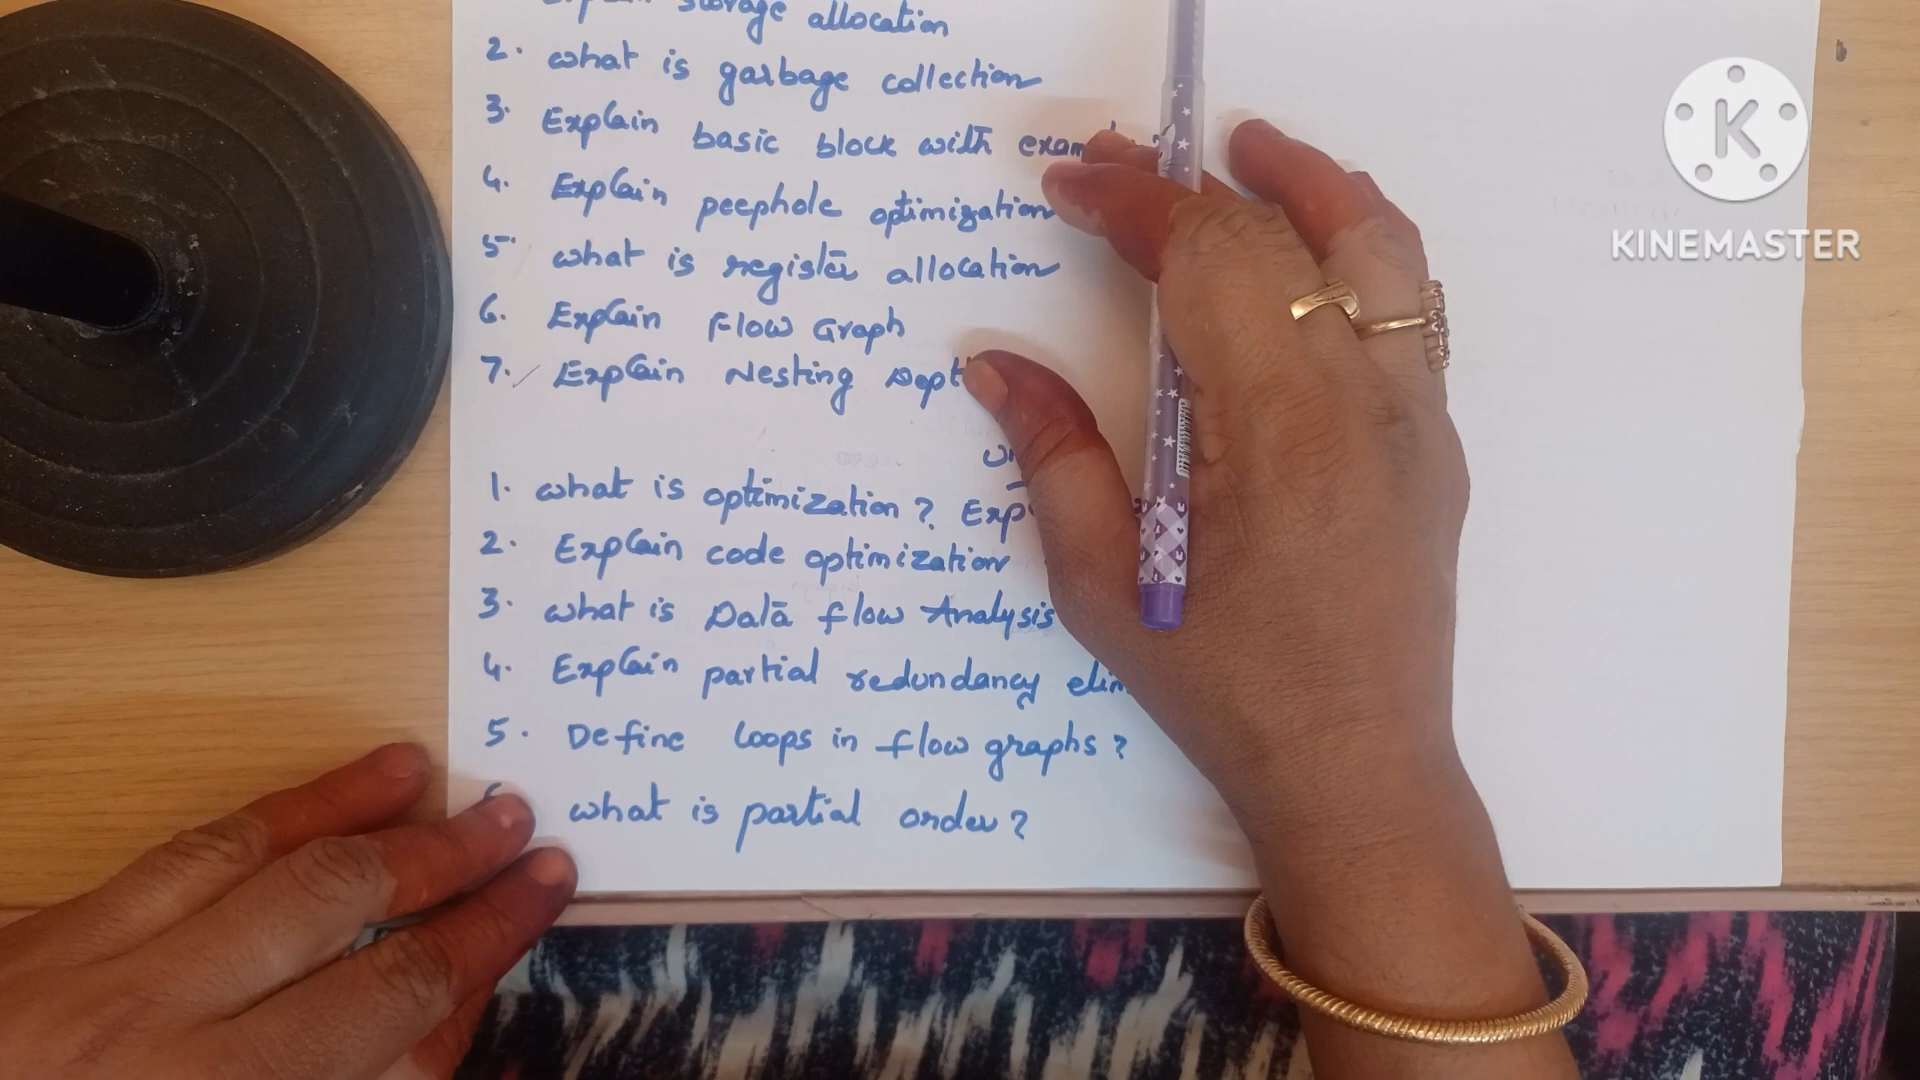 storage allocation
2. what is garbage collection
3. Explain basic block with
4. Explain peephole optimization
5. what is register allocation
6. Explain Flow Graph
7. Explain Nesting
1. what is optimization?
2. Explain code optimization
3. what is Data flow Analysis
4. Explain partial redundancy
5. Define loops in flow graphs?
what is partial order?
K
KINEMASTER